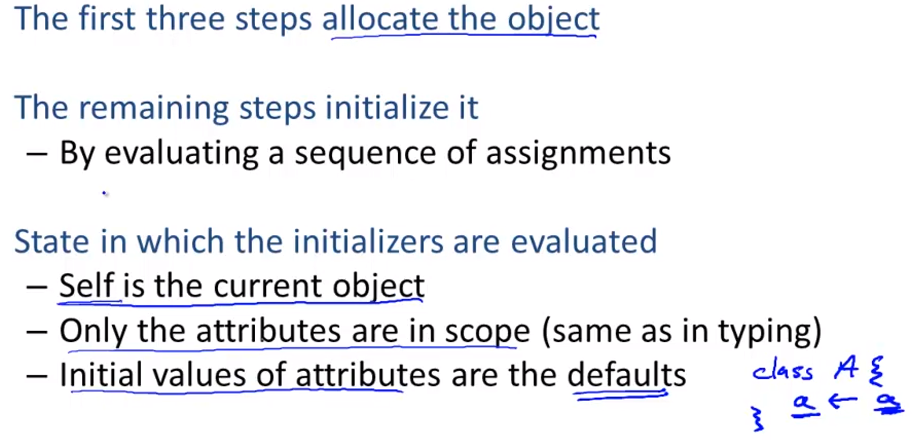 The first three steps allocate the object
The remaining steps initialize it
– By evaluating a sequence of assignments
State in which the initializers are evaluated
– Self is the current object
– Only the attributes are in scope (same as in typing)
– Initial values of attributes are the defaults
class A {
a ← a
}